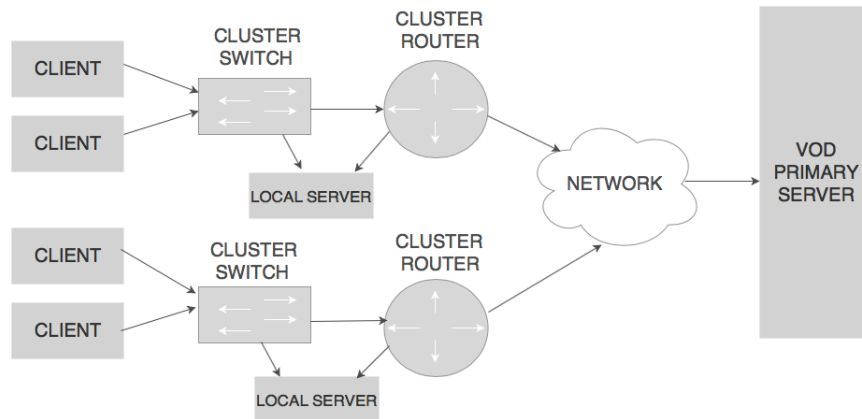 CLIENT
CLIENT
CLUSTER
SWITCH
CLUSTER
ROUTER
LOCAL SERVER
NETWORK
VOD
PRIMARY
SERVER
CLIENT
CLIENT
CLUSTER
SWITCH
CLUSTER
ROUTER
LOCAL SERVER